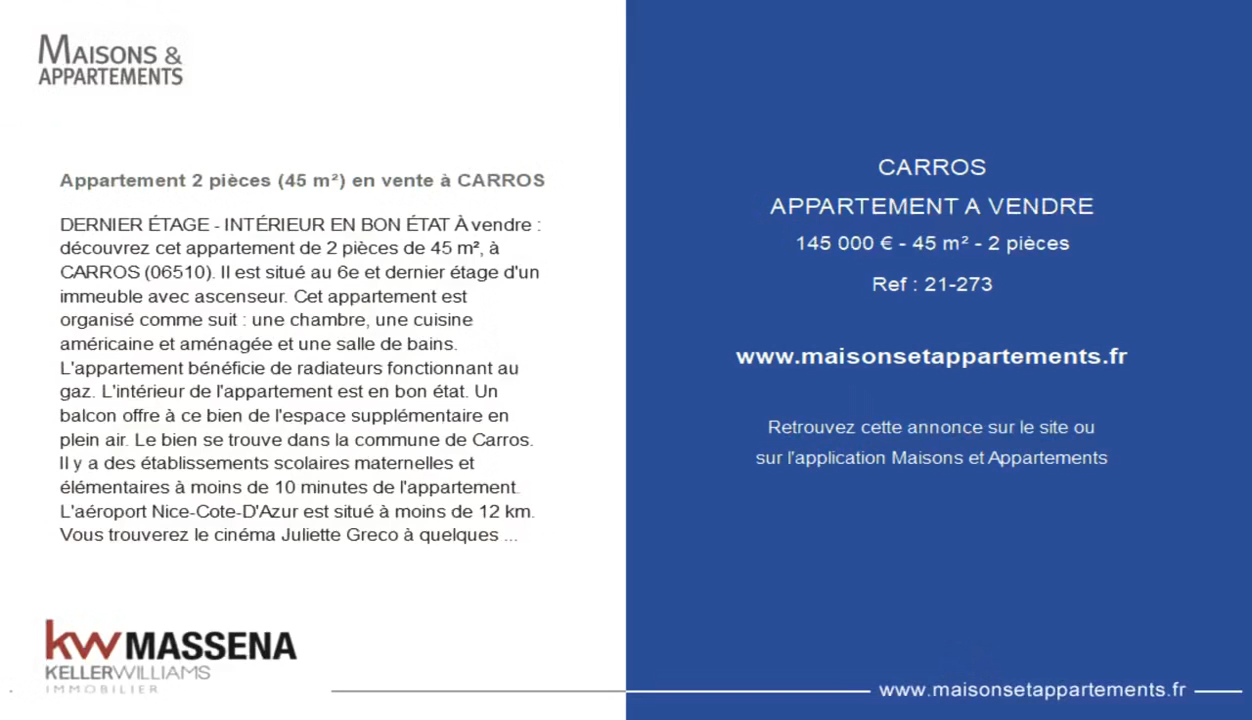 MAISONS &
APPARTEMENTS
Appartement 2 pièces (45 m²) en vente à CARROS
DERNIER ÉTAGE - INTÉRIEUR EN BON ÉTAT À vendre :
découvrez cet appartement de 2 pièces de 45 m², à
CARROS (06510). Il est situé au 6e et dernier étage d'un
immeuble avec ascenseur. Cet appartement est
organisé comme suit : une chambre, une cuisine
américaine et aménagée et une salle de bains.
L'appartement bénéficie de radiateurs fonctionnant au
gaz. L'intérieur de l'appartement est en bon état. Un
balcon offre à ce bien de l'espace supplémentaire en
plein air. Le bien se trouve dans la commune de Carros.
Il y a des établissements scolaires maternelles et
élémentaires à moins de 10 minutes de l'appartement.
L'aéroport Nice-Cote-D'Azur est situé à moins de 12 km.
Vous trouverez le cinéma Juliette Greco à quelques ...
kw MASSENA
KELLERWILLIAMS
IMMOBILIER
CARROS
APPARTEMENT A VENDRE
145 000 € - 45 m² - 2 pièces
Ref : 21-273
www.maisonsetappartements.fr
Retrouvez cette annonce sur le site ou
sur l'application Maisons et Appartements
www.maisonsetappartements.fr